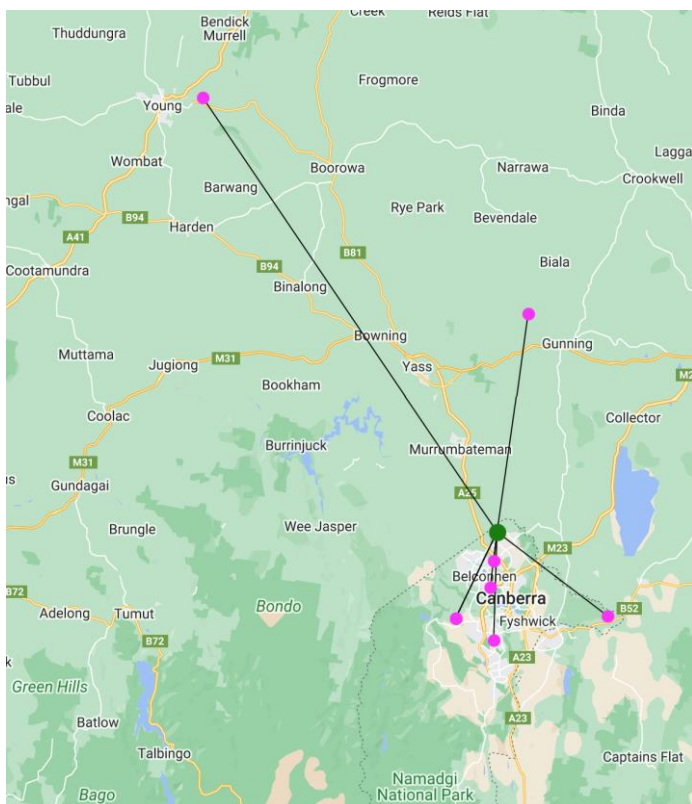 Bendick
Murrell
Creek
Reids Flat
Thuddungra
Tubbul
Frogmore
ale
Young
Binda
Lagga
Wombat
Boorowa
Narrawa
Crookwell
Barwang
ngal
Rye Park
Bevendale
B94
Harden
A41
B81
Biala
Cootamundra
B94
Binalong
Bowning
Gunning
Muttama
M31
Jugiong
Yass
Bookham
M2
Coolac
Collector
Burrinjuck
Murrumbateman
M31
Gundagai
A25
Wee Jasper
Brungle
M23
Belconnen
Canberra
B72
Bondo
B52
Adelong
Tumut
Fyshwick
B72
A23
Green Hills
Batlow
A23
Talbingo
Captains Flat
Namadgi
National Park
Bago